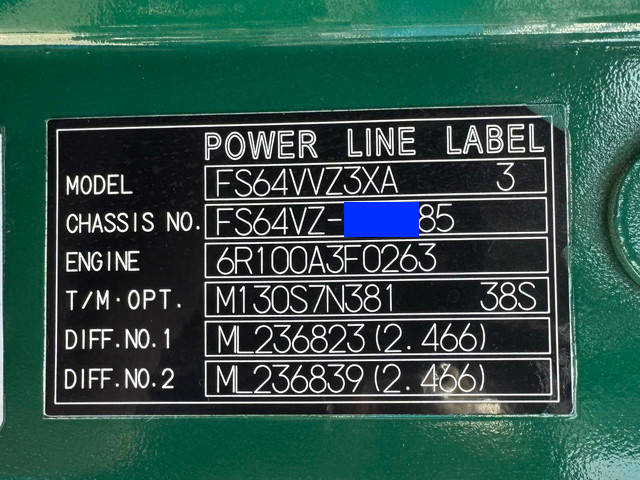 POWER LINE LABEL
MODEL FS64VVZ3XA 3
CHASSIS NO. FS64VZ- 85
ENGINE 6R100A3F0263
T/M·OPT. M130S7N381 38S
DIFF.NO.1 ML236823(2.466)
DIFF.NO.2 ML236839(2.466)